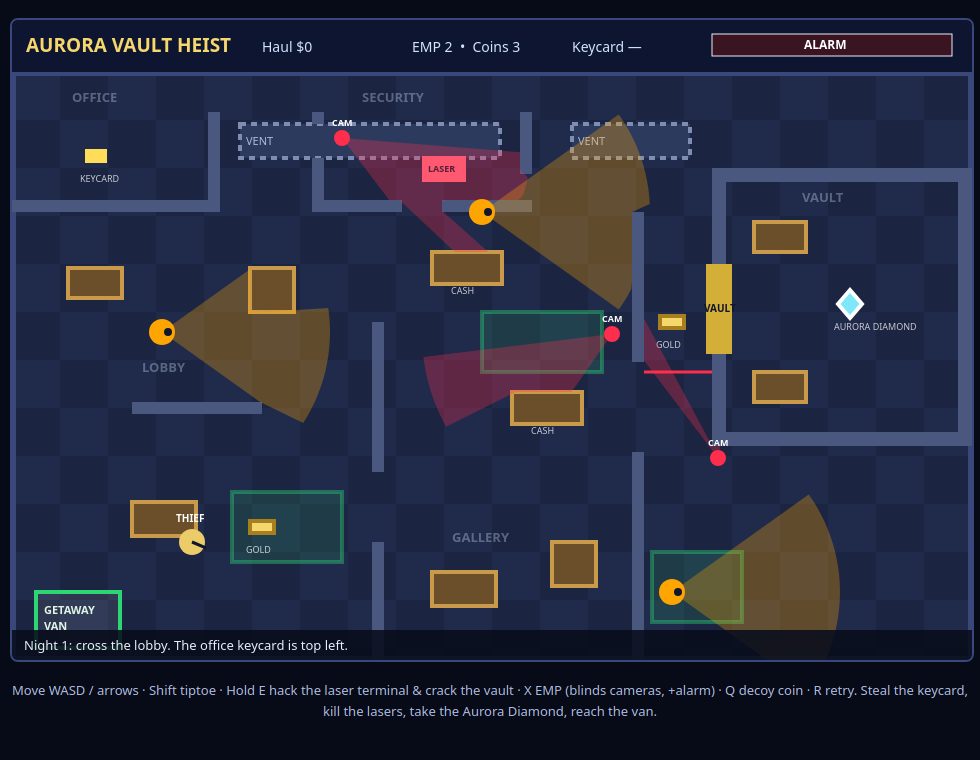 AURORA VAULT HEIST
Haul $0
EMP 2 • Coins 3
Keycard —
ALARM
OFFICE
SECURITY
CAM
VENT
VENT
LASER
KEYCARD
VAULT
CASH
CAM
VAULT
AURORA DIAMOND
GOLD
LOBBY
CASH
CAM
THIEF
GALLERY
GOLD
GETAWAY
VAN
Night 1: cross the lobby. The office keycard is top left.
Move WASD / arrows · Shift tiptoe · Hold E hack the laser terminal & crack the vault · X EMP (blinds cameras, +alarm) · Q decoy coin · R retry. Steal the keycard,
kill the lasers, take the Aurora Diamond, reach the van.